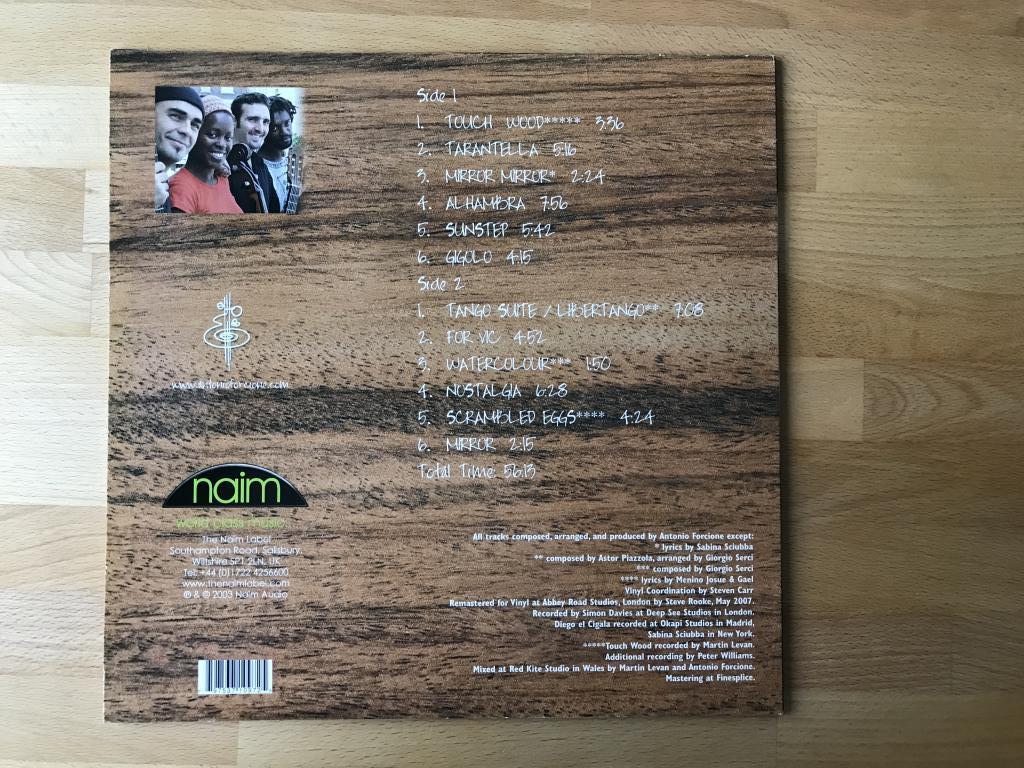 Side 1
1. TOUCH WOOD***** 3:36
2. TARANTELLA 5:16
3. MIRROR MIRROR* 2:24
4. ALHAMBRA 7:56
5. SUNSTEP 5:42
6. GIGOLO 4:15
Side 2
1. TANGO SUITE / LIBERTANGO** 7:08
2. FOR VIC 4:52
3. WATERCOLOUR*** 1:50
4. NOSTALGIA 6:28
5. SCRAMBLED EGGS**** 4:24
6. MIRROR 2:15
Total Time: 56:13
www.antonioforcione.com
naim
world class music
The Naim Label
Southampton Road, Salisbury,
Wiltshire SP1 2LN, UK
Tel: +44 (0)1722 4256600
www.thenaimlabel.com
℗ & © 2003 Naim Audio
All tracks composed, arranged, and produced by Antonio Forcione except:
* lyrics by Sabina Sciubba
** composed by Astor Piazzola, arranged by Giorgio Serci
*** composed by Giorgio Serci
**** lyrics by Menino Josue & Gael
Vinyl Coordination by Steven Carr
Remastered for Vinyl at Abbey Road Studios, London by Steve Rooke, May 2007.
Recorded by Simon Davies at Deep See Studios in London.
Diego el Cigala recorded at Okapi Studios in Madrid,
Sabina Sciubba in New York.
*****Touch Wood recorded by Martin Levan.
Additional recording by Peter Williams.
Mixed at Red Kite Studio in Wales by Martin Levan and Antonio Forcione.
Mastering at Finesplice.